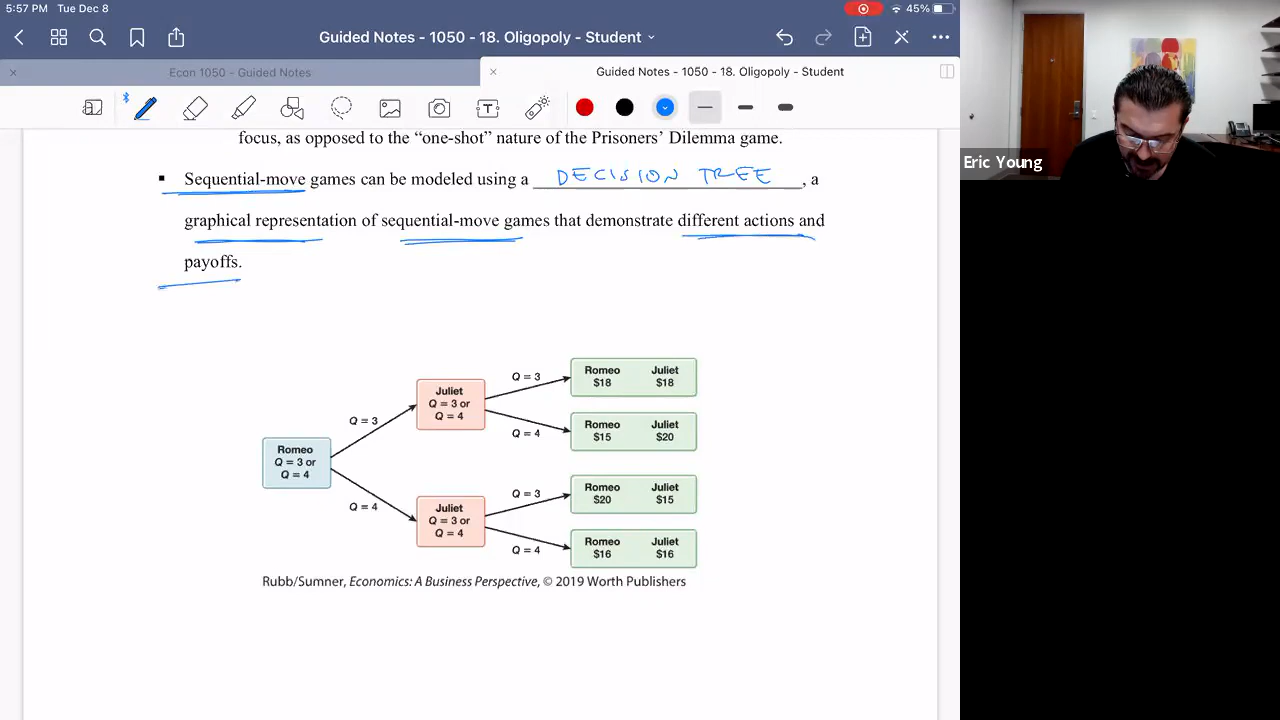 5:57 PM Tue Dec 8
45%
Guided Notes - 1050 - 18. Oligopoly - Student
Econ 1050 - Guided Notes
Guided Notes - 1050 - 18. Oligopoly - Student
focus, as opposed to the “one-shot” nature of the Prisoners’ Dilemma game.
▪ Sequential-move games can be modeled using a DECISION TREE, a
graphical representation of sequential-move games that demonstrate different actions and
payoffs.
Romeo
Q = 3 or
Q = 4
Q = 3
Q = 4
Juliet
Q = 3 or
Q = 4
Q = 3
Q = 4
Romeo Juliet
$18 $18
Romeo Juliet
$15 $20
Juliet
Q = 3 or
Q = 4
Q = 3
Q = 4
Romeo Juliet
$20 $15
Romeo Juliet
$16 $16
Rubb/Sumner, Economics: A Business Perspective, © 2019 Worth Publishers
Eric Young